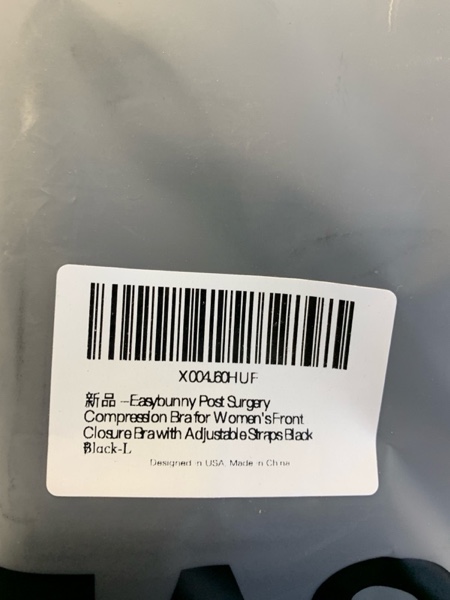 X004J60HUF
新品 --Easybunny Post Surgery
Compression Bra for Women's Front
Closure Bra with Adjustable Straps Black
Black-L
Designed in USA. Made in China